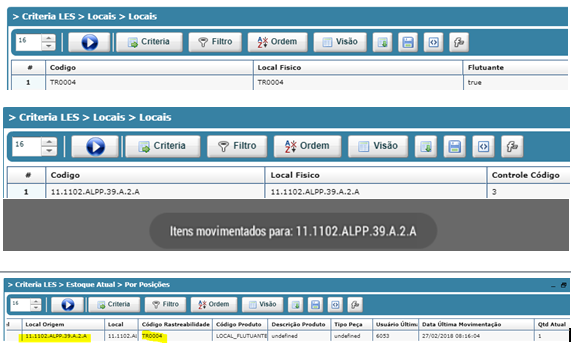 > Criteria LES > Locais > Locais
16 Criteria Filtro Ordem Visão
# Codigo Local Fisico Flutuante
1 TR0004 TR0004 true
> Criteria LES > Locais > Locais
16 Criteria Filtro Ordem Visão
# Codigo Local Fisico Controle Código
1 11.1102.ALPP.39.A.2.A 11.1102.ALPP.39.A.2.A 3
Itens movimentados para: 11.1102.ALPP.39.A.2.A
> Criteria LES > Estoque Atual > Por Posições
16 Criteria Filtro Ordem Visão
Local Origem Local Código Rastreabilidade Código Produto Descrição Produto Tipo Peça Usuário Últim Data Última Movimentação Qtd Atual
11.1102.ALPP.39.A.2.A 11.1102.AL TR0004 LOCAL_FLUTUANTE undefined undefined 6053 27/02/2018 08:16:04 1